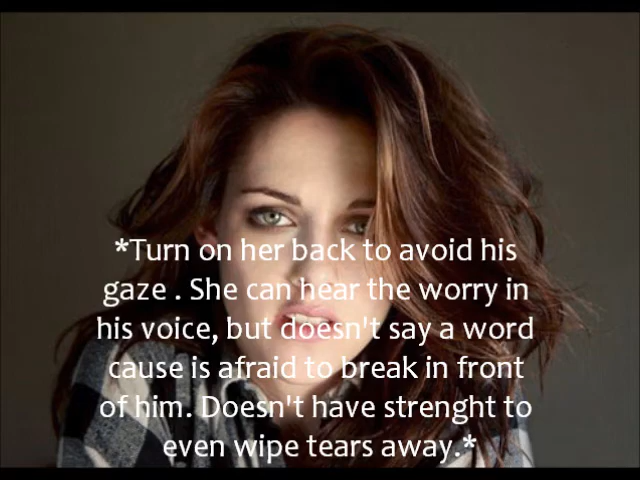 *Turn on her back to avoid his
gaze . She can hear the worry in
his voice, but doesn't say a word
cause is afraid to break in front
of him. Doesn't have strenght to
even wipe tears away.*